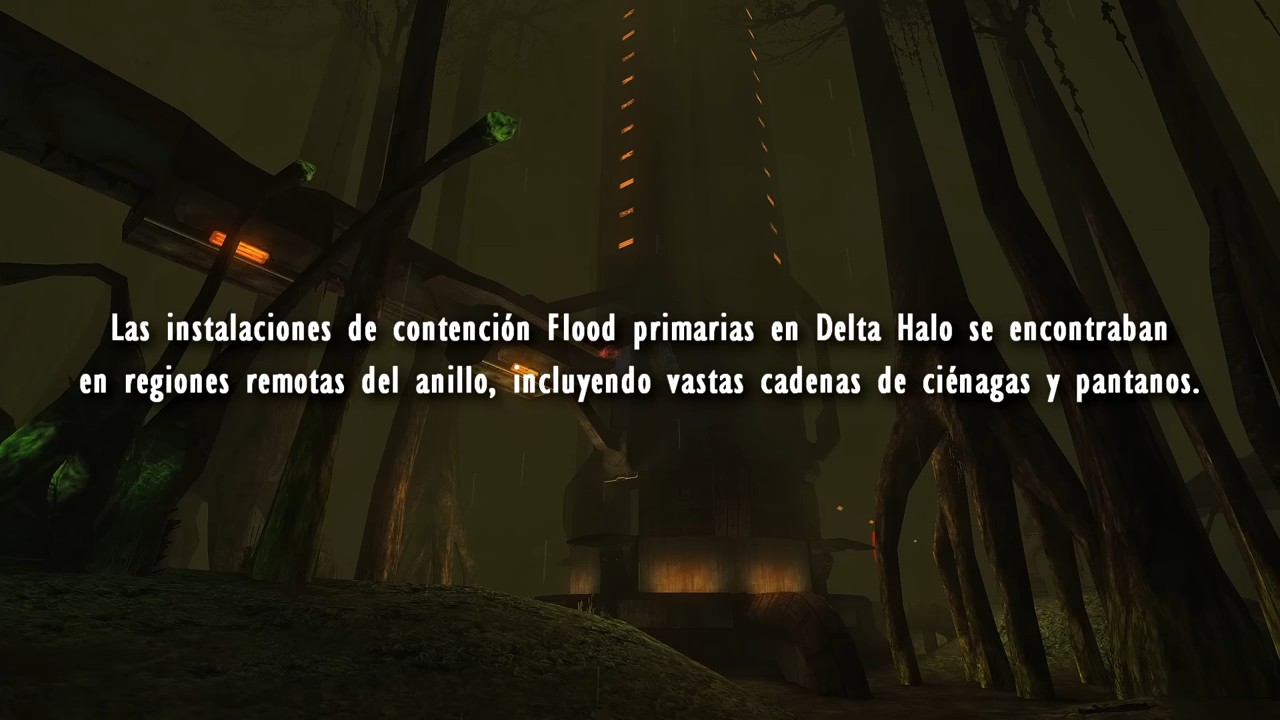 Las instalaciones de contención Flood primarias en Delta Halo se encontraban
en regiones remotas del anillo, incluyendo vastas cadenas de ciénagas y pantanos.